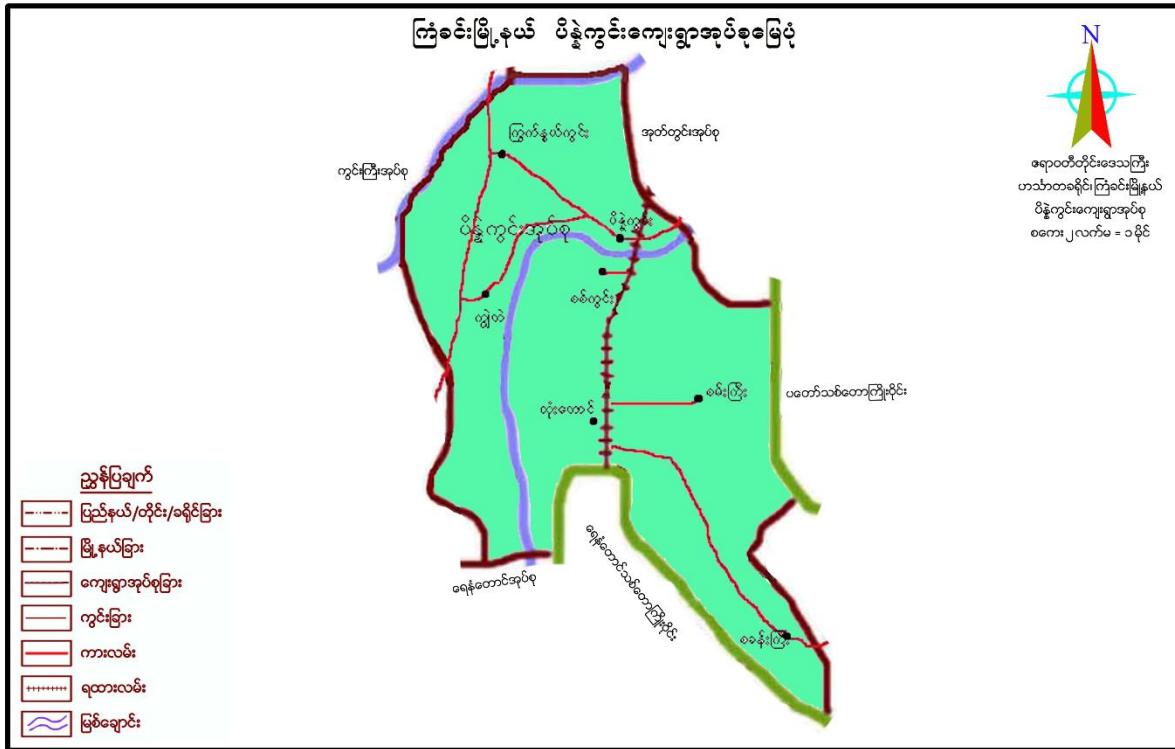 ကြံခင်းမြို့နယ် ပိန္နဲကွင်းကျေးရွာအုပ်စုမြေပုံ
N
ဧရာဝတီတိုင်းဒေသကြီး
ဟင်္သာတခရိုင်၊ ကြံခင်းမြို့နယ်
ပိန္နဲကွင်းကျေးရွာအုပ်စု
စကေး ၂ လက်မ = ၁ မိုင်
ကြွက်နွယ်ကွင်း
အုတ်တွင်းအုပ်စု
ကွင်းကြီးအုပ်စု
ပိန္နဲကွင်းအုပ်စု
ပိန္နဲကွင်း
စစ်ကွင်း
ကျွဲတဲ
စမ်းကြီး
ထုံးတောင်
ပတော်သစ်တောကြိုးဝိုင်း
ရေနံတောင်အုပ်စု
ရေနံတောင်သစ်တောကြိုးဝိုင်း
စခန်းကြီး
ညွှန်ပြချက်
ပြည်နယ်/တိုင်း/ခရိုင်ခြား
မြို့နယ်ခြား
ကျေးရွာအုပ်စုခြား
ကွင်းခြား
ကားလမ်း
ရထားလမ်း
မြစ်ချောင်း